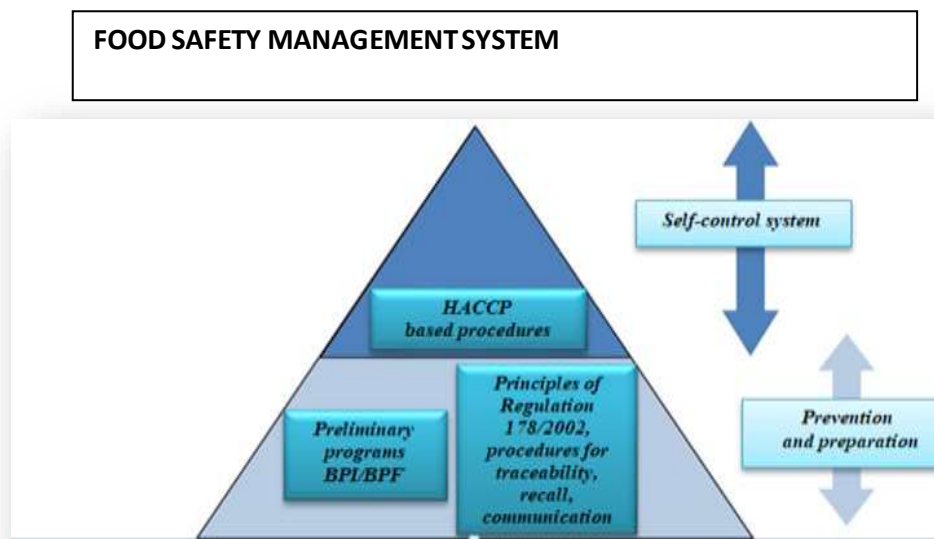 FOOD SAFETY MANAGEMENT SYSTEM
Self-control system
HACCP
based procedures
Principles of
Regulation
178/2002,
procedures for
traceability,
recall,
communication
Preliminary
programs
BPI/BPF
Prevention
and preparation